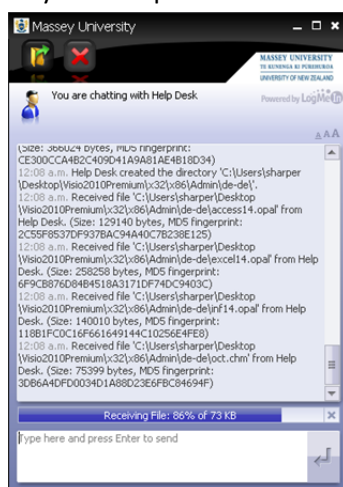 Massey University
MASSEY UNIVERSITY
TE KUNENGA KI PUREHUROA
UNIVERSITY OF NEW ZEALAND
You are chatting with Help Desk
Powered by LogMeIn
A A A
(Size: 366024 bytes, MD5 fingerprint:
CE300CCA4B2C409D41A9A81AE4B18D34)
12:08 a.m. Help Desk created the directory 'C:\Users\sharper
\Desktop\Visio2010Premium\x32\x86\Admin\de-de\'.
12:08 a.m. Received file 'C:\Users\sharper\Desktop
\Visio2010Premium\x32\x86\Admin\de-de\access14.opal' from
Help Desk. (Size: 129140 bytes, MD5 fingerprint:
2C55F8537DF937BAC94A40C7B238E125)
12:08 a.m. Received file 'C:\Users\sharper\Desktop
\Visio2010Premium\x32\x86\Admin\de-de\excel14.opal' from
Help Desk. (Size: 258258 bytes, MD5 fingerprint:
6F9CB876D84B4518A3171DF74DC9403C)
12:08 a.m. Received file 'C:\Users\sharper\Desktop
\Visio2010Premium\x32\x86\Admin\de-de\inf14.opal' from Help
Desk. (Size: 140010 bytes, MD5 fingerprint:
118B1FC0C16F661649144C10256E4FE8)
12:08 a.m. Received file 'C:\Users\sharper\Desktop
\Visio2010Premium\x32\x86\Admin\de-de\oct.chm' from Help
Desk. (Size: 75399 bytes, MD5 fingerprint:
3DB6A4DFD0034D1A88D23E6FBC84694F)
Receiving File: 86% of 73 KB
Type here and press Enter to send